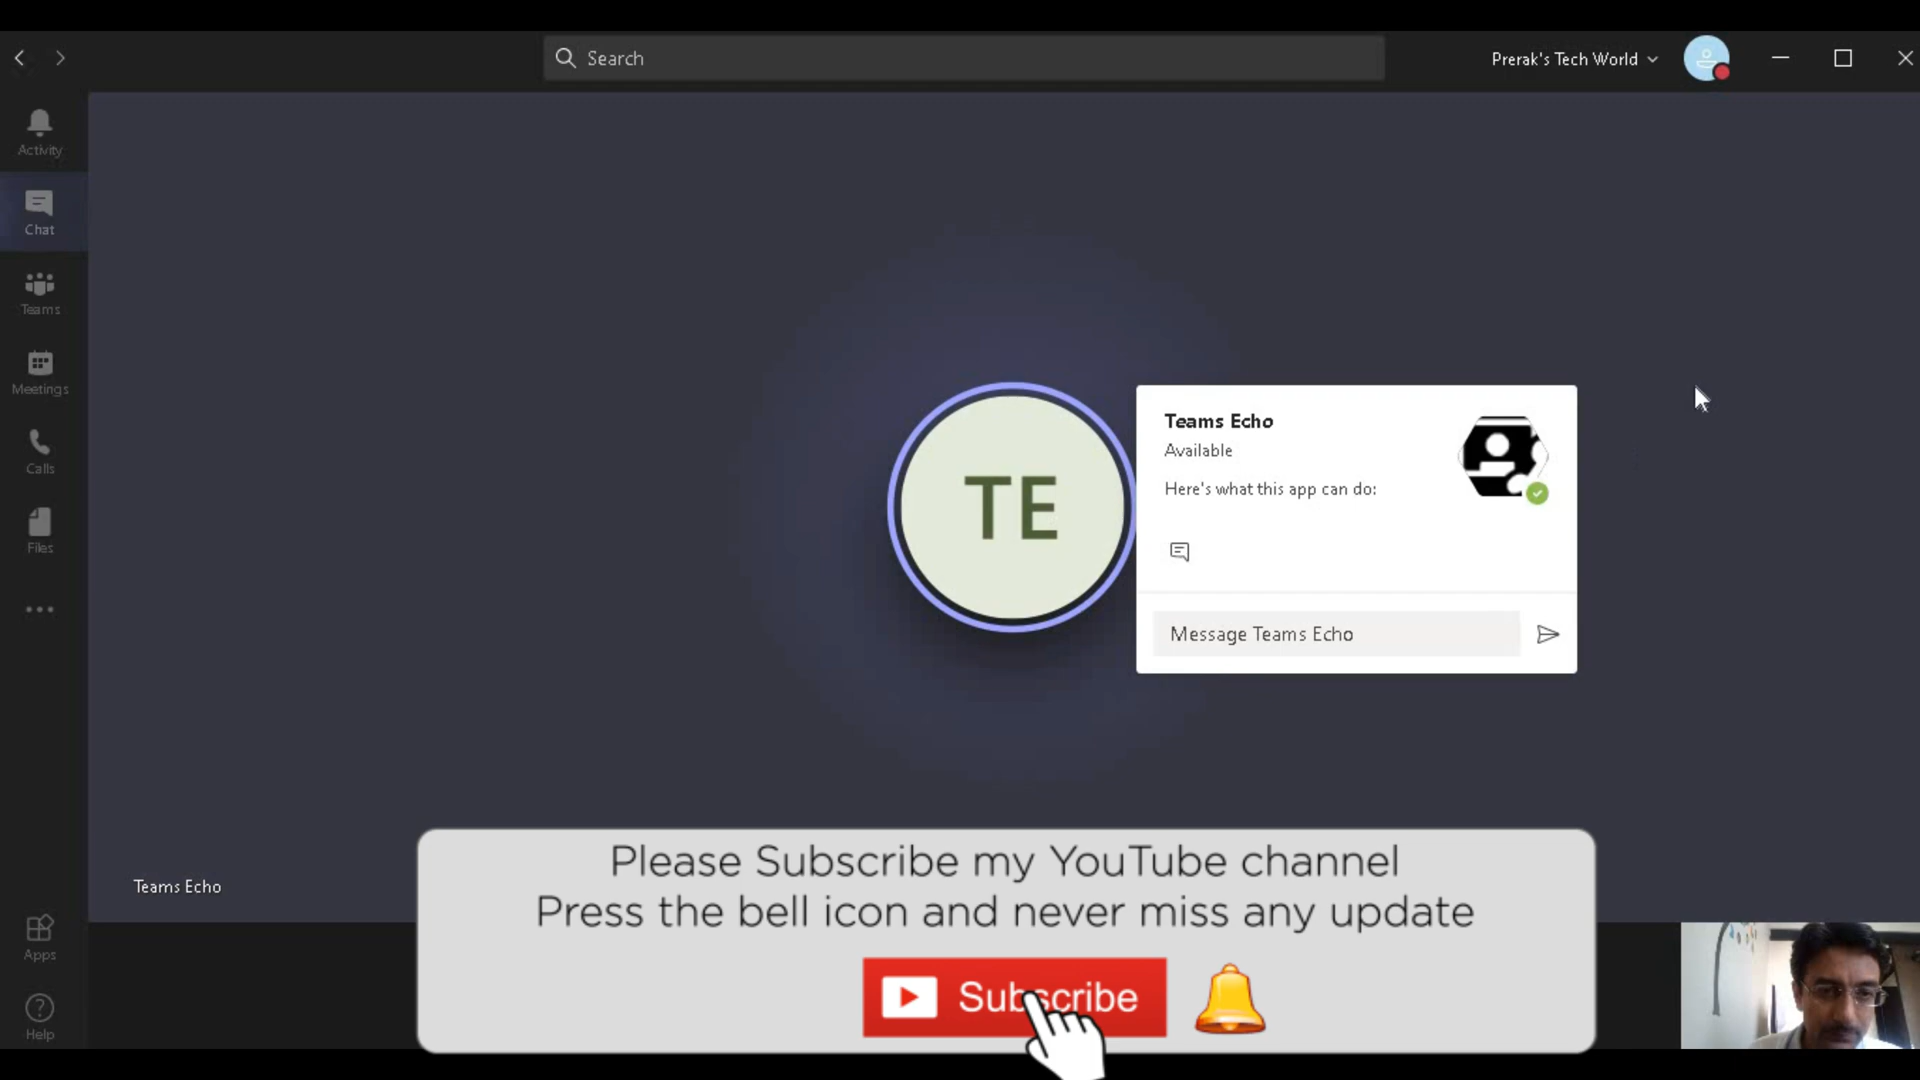 Search
Prerak's Tech World
Activity
Chat
Teams
Meetings
Calls
Files
Apps
Help
TE
Teams Echo
Available
Here's what this app can do:
Message Teams Echo
Teams Echo
Please Subscribe my YouTube channel
Press the bell icon and never miss any update
Subscribe